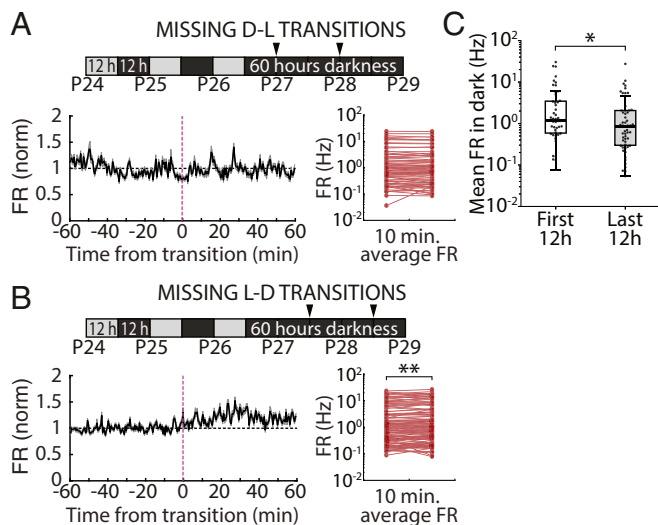 A
MISSING D-L TRANSITIONS
12 h 12 h 60 hours darkness
P24 P25 P26 P27 P28 P29
FR (norm)
2
1.5
1
0.5
0
-60 -40 -20 0 20 40 60
Time from transition (min)
FR (Hz)
10²
10¹
10⁰
10⁻¹
10⁻²
10 min.
average FR
B
MISSING L-D TRANSITIONS
12 h 12 h 60 hours darkness
P24 P25 P26 P27 P28 P29
FR (norm)
2
1.5
1
0.5
0
-60 -40 -20 0 20 40 60
Time from transition (min)
FR (Hz)
**
10²
10¹
10⁰
10⁻¹
10⁻²
10 min.
average FR
C
*
Mean FR in dark (Hz)
10²
10¹
10⁰
10⁻¹
10⁻²
First Last
12h 12h